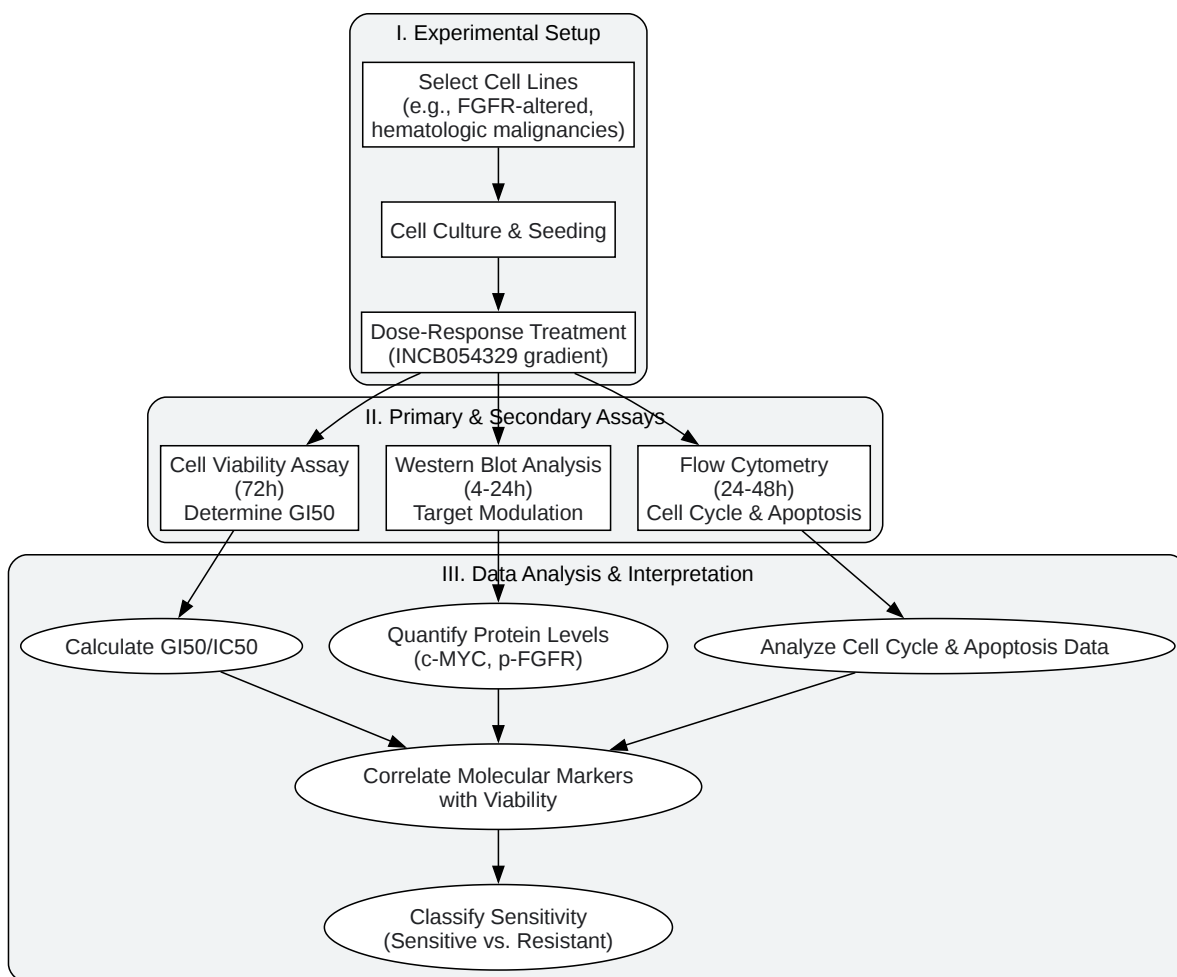 I. Experimental Setup
Select Cell Lines
(e.g., FGFR-altered,
hematologic malignancies)
Cell Culture & Seeding
Dose-Response Treatment
(INCB054329 gradient)
II. Primary & Secondary Assays
Cell Viability Assay
(72h)
Determine GI50
Western Blot Analysis
(4-24h)
Target Modulation
Flow Cytometry
(24-48h)
Cell Cycle & Apoptosis
III. Data Analysis & Interpretation
Calculate GI50/IC50
Quantify Protein Levels
(c-MYC, p-FGFR)
Analyze Cell Cycle & Apoptosis Data
Correlate Molecular Markers
with Viability
Classify Sensitivity
(Sensitive vs. Resistant)